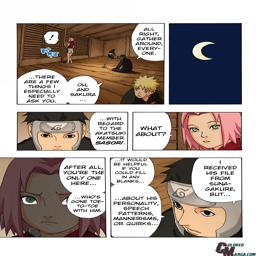 ALL
RIGHT,
GATHER
AROUND,
EVERY-
ONE.
OH,
AND
SAKURA
...
...THERE
ARE A FEW
THINGS I
ESPECIALLY
NEED TO
ASK YOU.
WHAT
ABOUT?
...WITH
REGARD TO
THE
AKATSUKI
MEMBER
SASORI.
I
RECEIVED
HIS FILE
FROM
SUNA-
GAKURE,
BUT...
...IT WOULD
BE HELPFUL
IF YOU
COULD FILL
IN ANY
BLANKS...
...ABOUT HIS
PERSONALITY,
SPEECH
PATTERNS,
MANNERISMS,
OR QUIRKS.
AFTER ALL,
YOU'RE THE
ONLY ONE
HERE...
...WHO'S
GONE TOE-
TO-TOE
WITH HIM.
COLORED
MANGA.COM